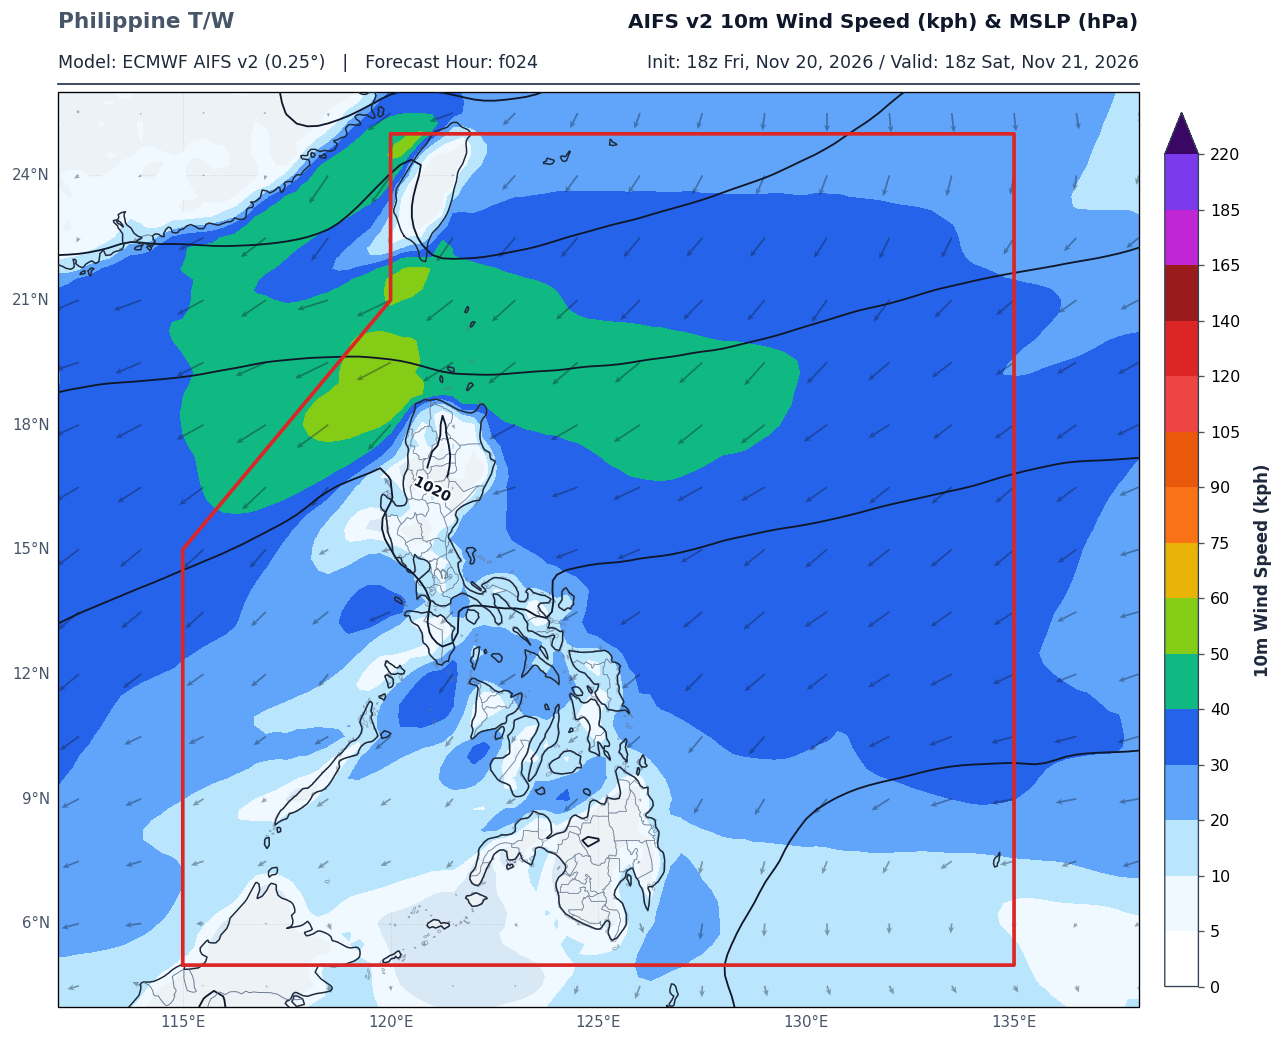 Philippine T/W
AIFS v2 10m Wind Speed (kph) & MSLP (hPa)
Model: ECMWF AIFS v2 (0.25°) | Forecast Hour: f024
Init: 18z Fri, Nov 20, 2026 / Valid: 18z Sat, Nov 21, 2026
24°N
21°N
18°N
15°N
12°N
9°N
6°N
1020
115°E
120°E
125°E
130°E
135°E
220
185
165
140
120
105
90
75
60
50
40
30
20
10
5
0
10m Wind Speed (kph)